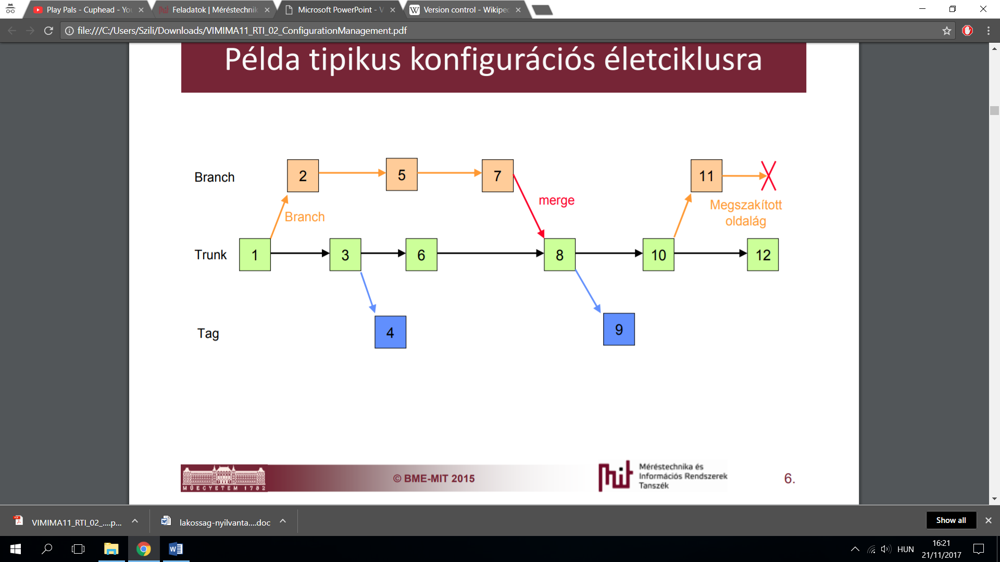 Play Pals - Cuphead - You
Feladatok | Méréstechnik
Microsoft PowerPoint - V
Version control - Wikiped
file:///C:/Users/Szili/Downloads/VIMIMA11_RTI_02_ConfigurationManagement.pdf
Példa tipikus konfigurációs életciklusra
Branch
2
5
7
11
merge
Branch
Megszakított
oldalág
Trunk
1
3
6
8
10
12
Tag
4
9
MŰEGYETEM 1782
© BME-MIT 2015
mit
Méréstechnika és
Információs Rendszerek
Tanszék
6.
VIMIMA11_RTI_02_....p...
lakossag-nyilvanta....doc
Show all
HUN
16:21
21/11/2017